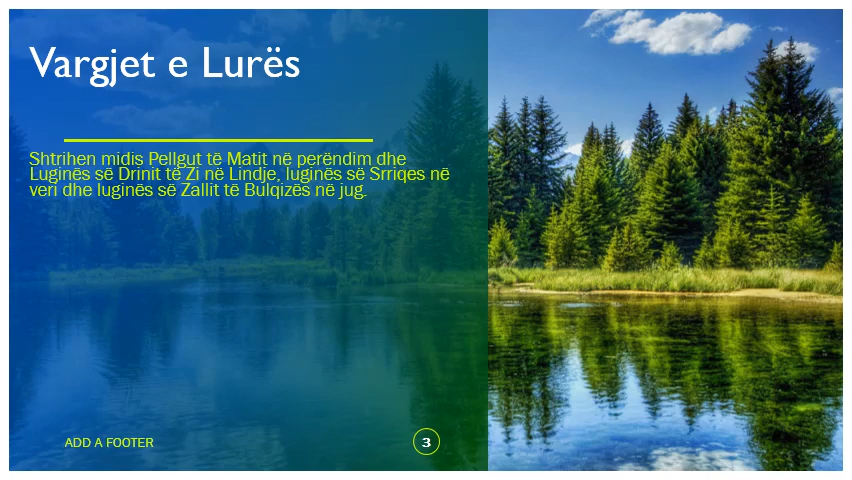 Vargjet e Lurës
Shtrihen midis Pellgut të Matit në perëndim dhe
Luginës së Drinit të Zi në Lindje, luginës së Srriqes në
veri dhe luginës së Zallit të Bulqizës në jug.
ADD A FOOTER
3